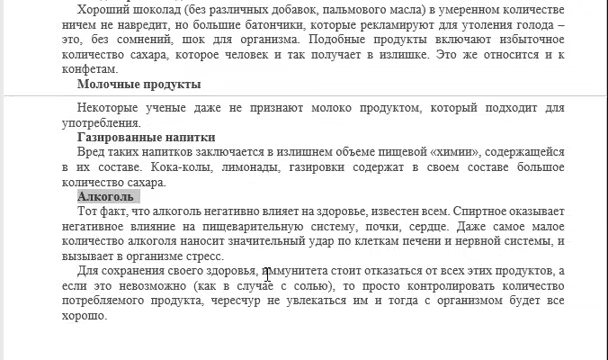 Хороший шоколад (без различных добавок, пальмового масла) в умеренном количестве
ничем не навредит, но большие батончики, которые рекламируют для утоления голода –
это, без сомнений, шок для организма. Подобные продукты включают избыточное
количество сахара, которое человек и так получает в излишке. Это же относится и к
конфетам.
Молочные продукты
Некоторые ученые даже не признают молоко продуктом, который подходит для
употребления.
Газированные напитки
Вред таких напитков заключается в излишнем объеме пищевой «химии», содержащейся
в их составе. Кока-колы, лимонады, газировки содержат в своем составе большое
количество сахара.
Алкоголь
Тот факт, что алкоголь негативно влияет на здоровье, известен всем. Спиртное оказывает
негативное влияние на пищеварительную систему, почки, сердце. Даже самое малое
количество алкоголя наносит значительный удар по клеткам печени и нервной системы, и
вызывает в организме стресс.
Для сохранения своего здоровья, иммунитета стоит отказаться от всех этих продуктов, а
если это невозможно (как в случае с солью), то просто контролировать количество
потребляемого продукта, чересчур не увлекаться им и тогда с организмом будет все
хорошо.